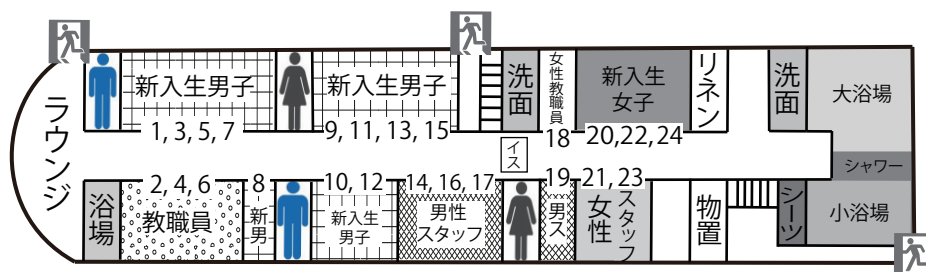 ラウンジ
新入生男子
1, 3, 5, 7
新入生男子
9, 11, 13, 15
洗面
女性教職員
18
新入生
女子
20,22, 24
リネン
洗面
大浴場
シャワー
小浴場
イス
浴場
2, 4, 6
教職員
8
新男
10, 12
新入生
男子
14, 16, 17
男性
スタッフ
19
男ス
21, 23
女性
スタッフ
物置
シーツ